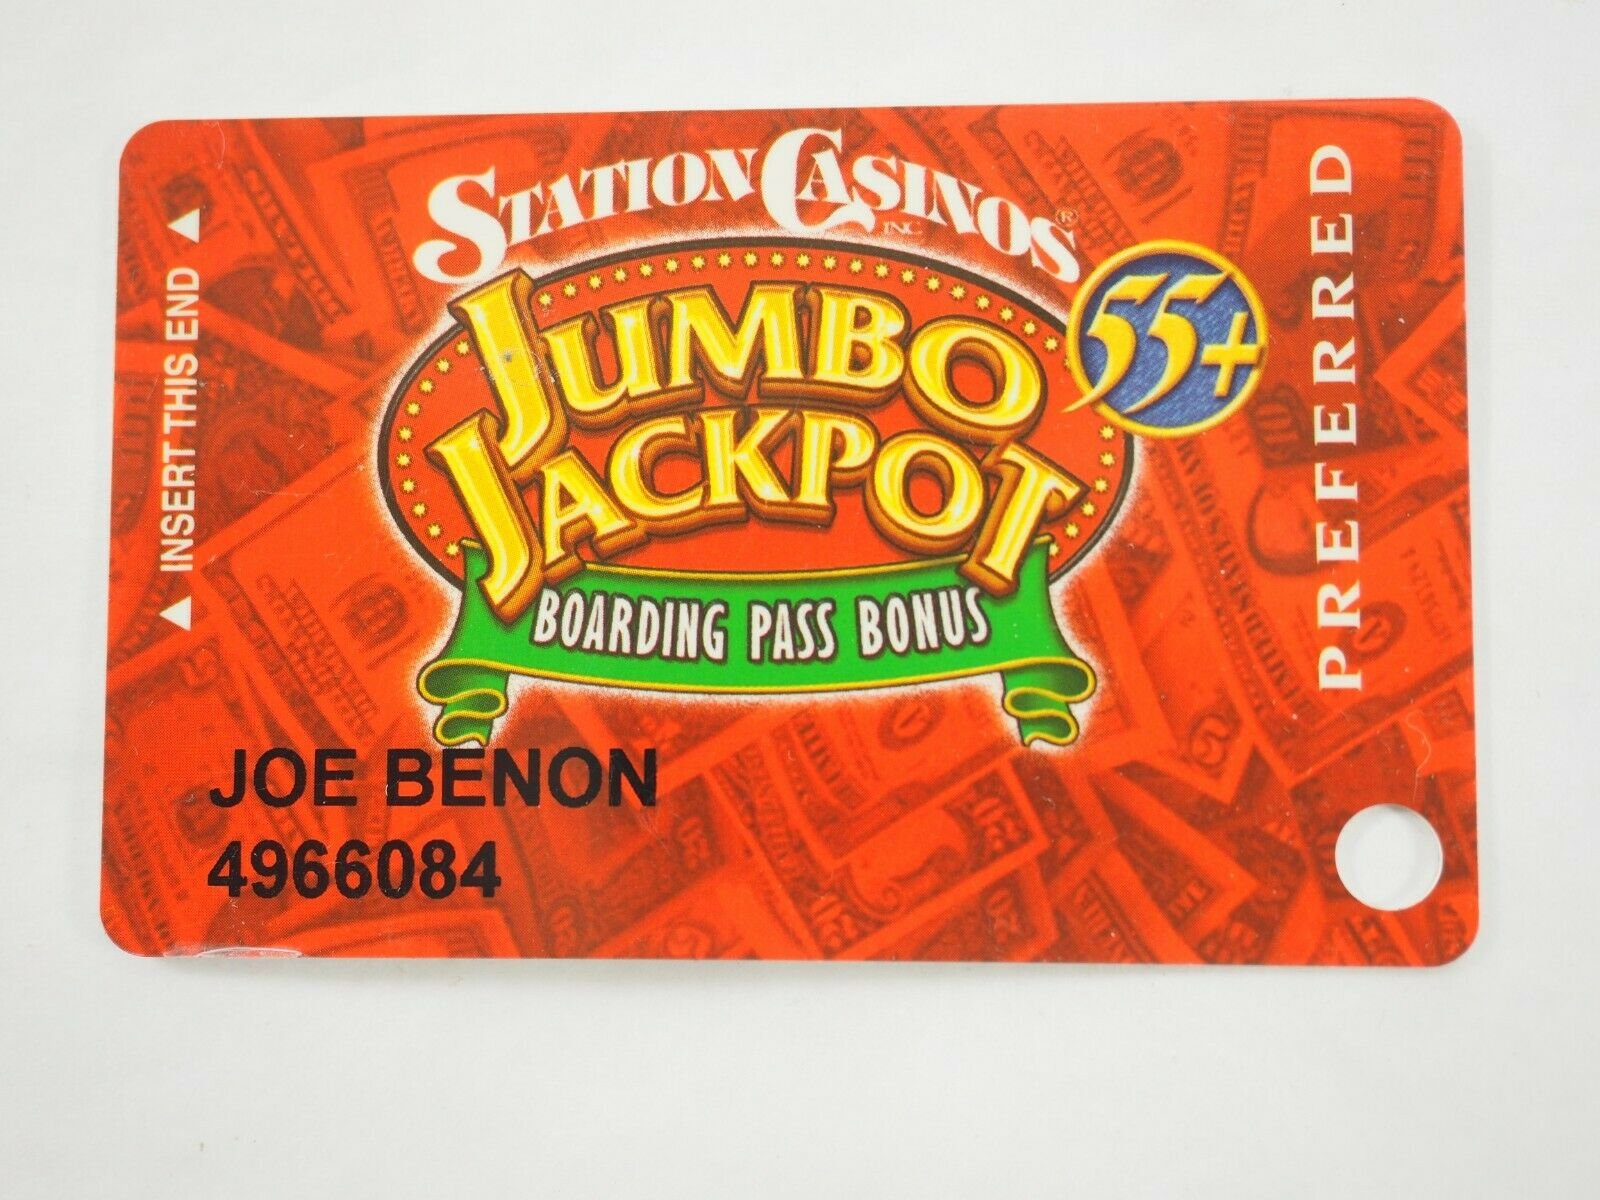 STATION CASINOS®
INC
JUMBO
JACKPOT
55+
BOARDING PASS BONUS
PREFERRED
INSERT THIS END
JOE BENON
4966084